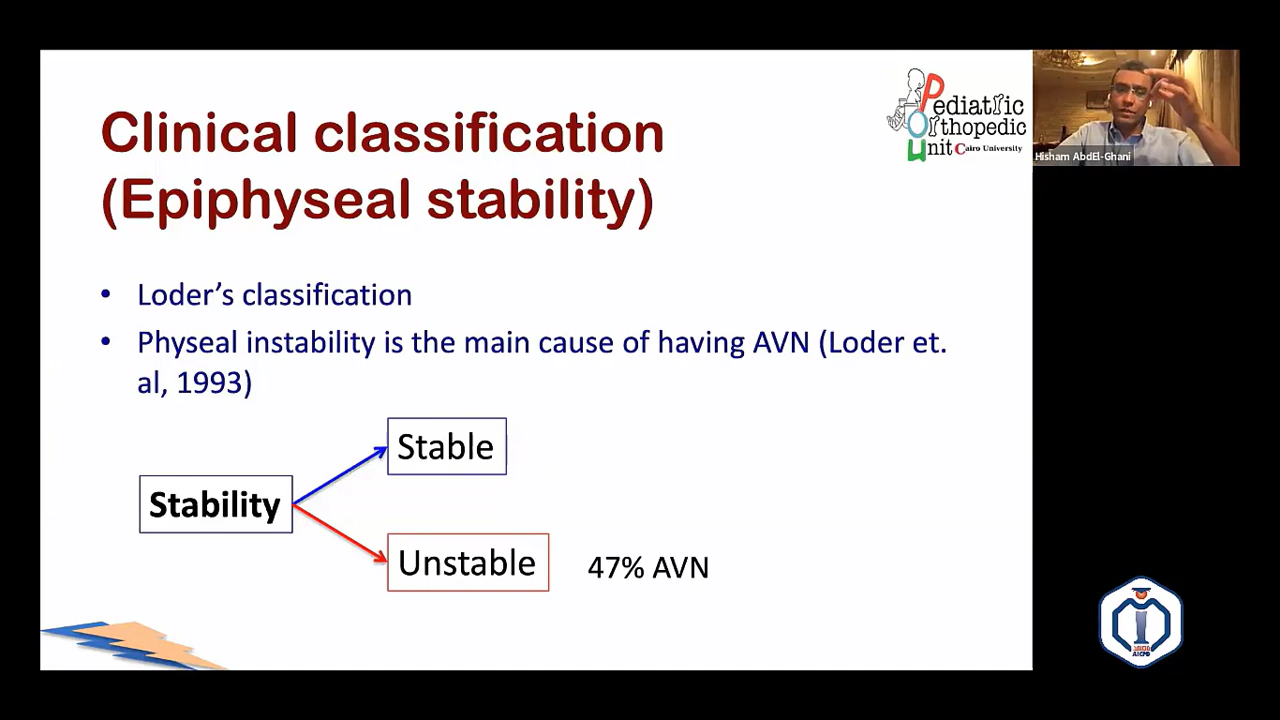 Clinical classification
(Epiphyseal stability)
Pediatric
Orthopedic
Unit Cairo University
Hisham AbdEl-Ghani
• Loder's classification
• Physeal instability is the main cause of having AVN (Loder et.
al, 1993)
Stable
Stability
Unstable
47% AVN